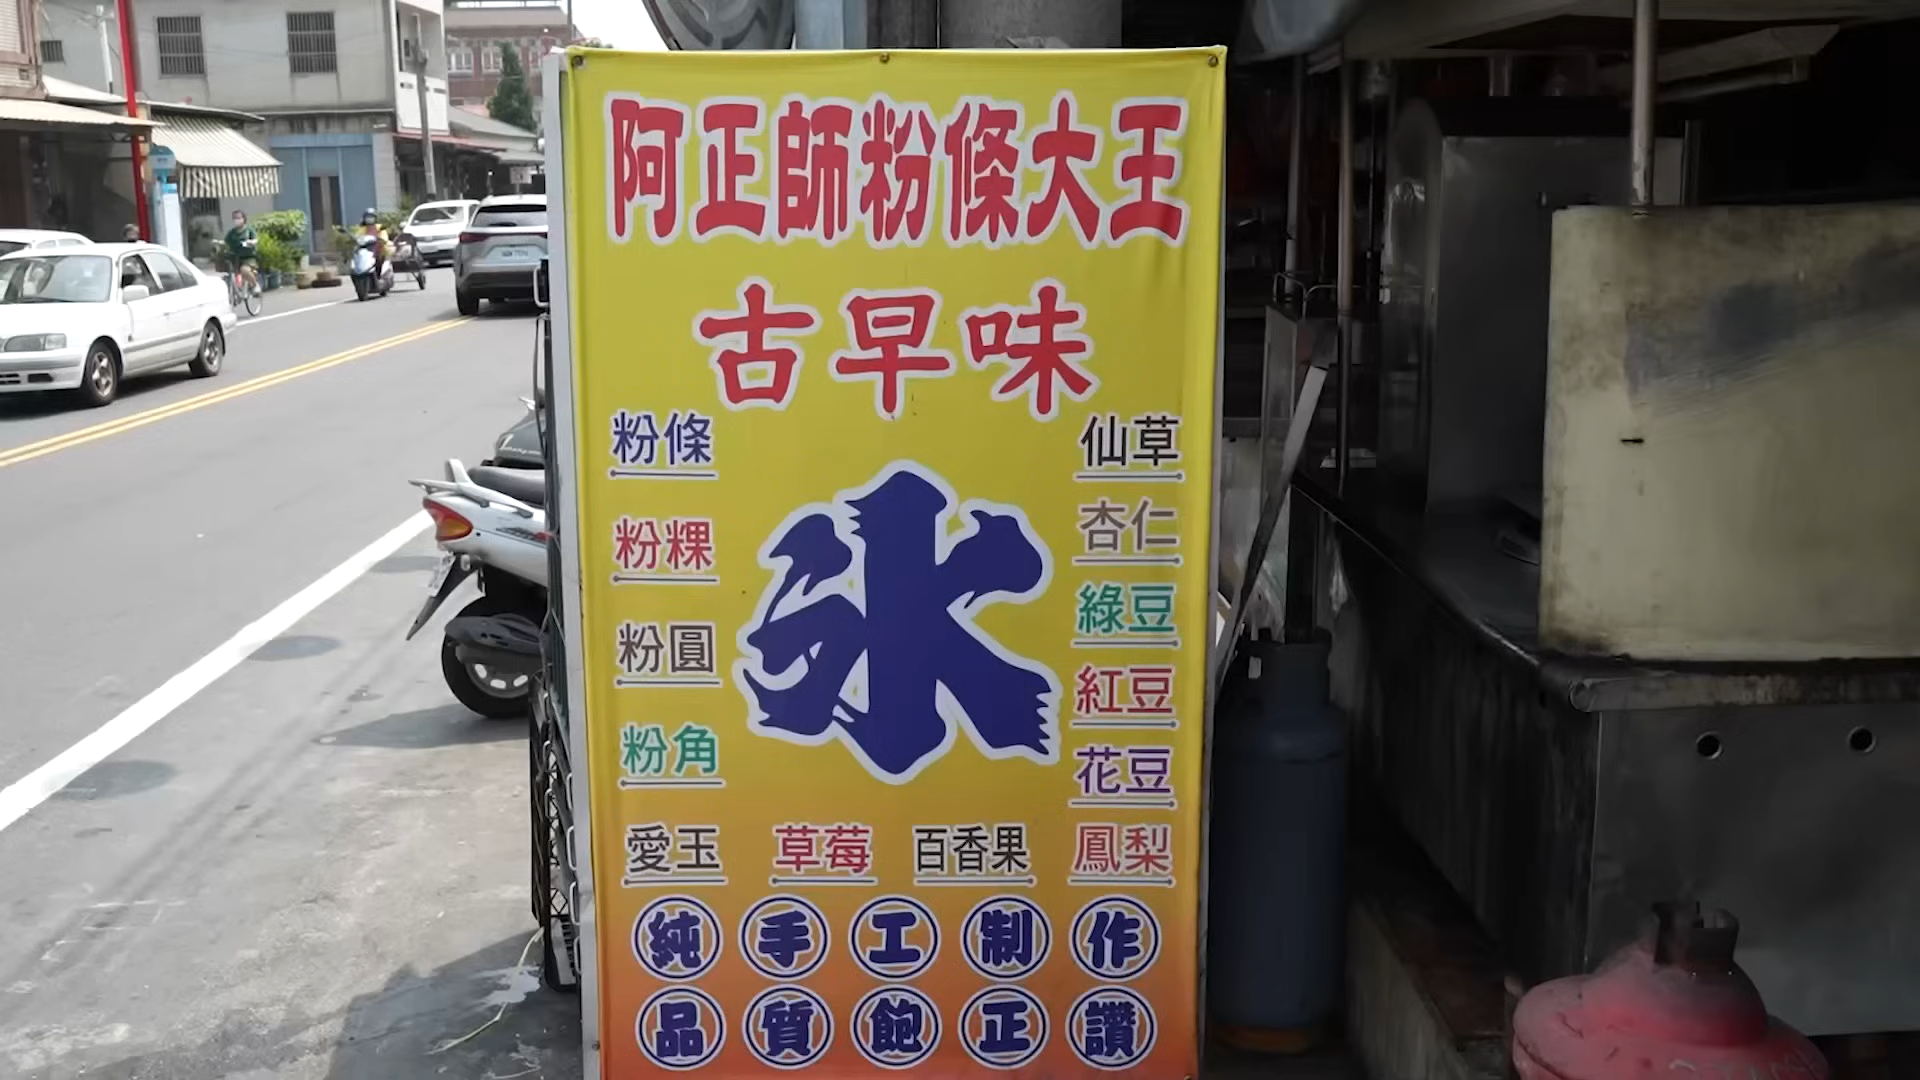 阿正師粉條大王
古早味
粉條
仙草
冰
粉粿
杏仁
粉圓
綠豆
紅豆
粉角
花豆
愛玉 草莓 百香果 鳳梨
純手工制作
品質飽正讚